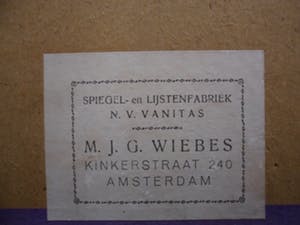 SPIEGEL- en LIJSTENFABRIEK
N. V. VANITAS
M. J. G. WIEBES
KINKERSTRAAT 240
AMSTERDAM